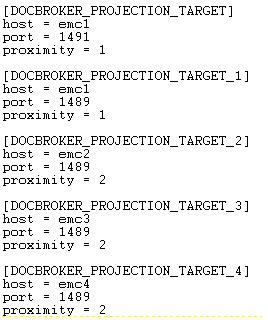 [DOCBROKER_PROJECTION_TARGET]
host = emc1
port = 1491
proximity = 1
[DOCBROKER_PROJECTION_TARGET_1]
host = emc1
port = 1489
proximity = 1
[DOCBROKER_PROJECTION_TARGET_2]
host = emc2
port = 1489
proximity = 2
[DOCBROKER_PROJECTION_TARGET_3]
host = emc3
port = 1489
proximity = 2
[DOCBROKER_PROJECTION_TARGET_4]
host = emc4
port = 1489
proximity = 2